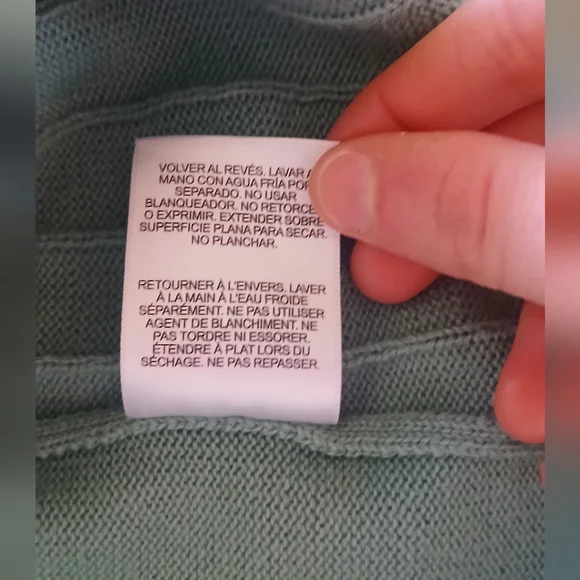 VOLVER AL REVÉS. LAVAR A
MANO CON AGUA FRÍA POR
SEPARADO. NO USAR
BLANQUEADOR. NO RETORCE
O EXPRIMIR. EXTENDER SOBRE
SUPERFICIE PLANA PARA SECAR.
NO PLANCHAR.
RETOURNER À L'ENVERS. LAVER
À LA MAIN À L'EAU FROIDE
SÉPARÉMENT. NE PAS UTILISER
AGENT DE BLANCHIMENT. NE
PAS TORDRE NI ESSORER.
ÉTENDRE À PLAT LORS DU
SÉCHAGE. NE PAS REPASSER.